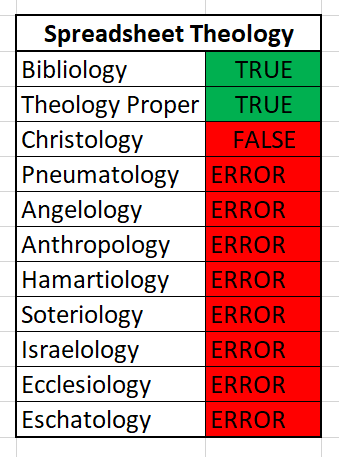 Spreadsheet Theology
Bibliology TRUE
Theology Proper TRUE
Christology FALSE
Pneumatology ERROR
Angelology ERROR
Anthropology ERROR
Hamartiology ERROR
Soteriology ERROR
Israelology ERROR
Ecclesiology ERROR
Eschatology ERROR